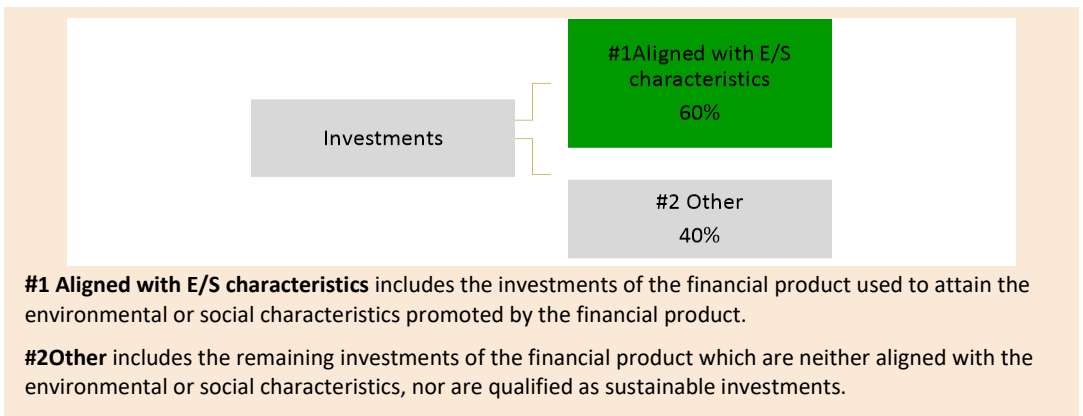 #1Aligned with E/S
characteristics
60%
Investments
#2 Other
40%
#1 Aligned with E/S characteristics includes the investments of the financial product used to attain the
environmental or social characteristics promoted by the financial product.
#2Other includes the remaining investments of the financial product which are neither aligned with the
environmental or social characteristics, nor are qualified as sustainable investments.